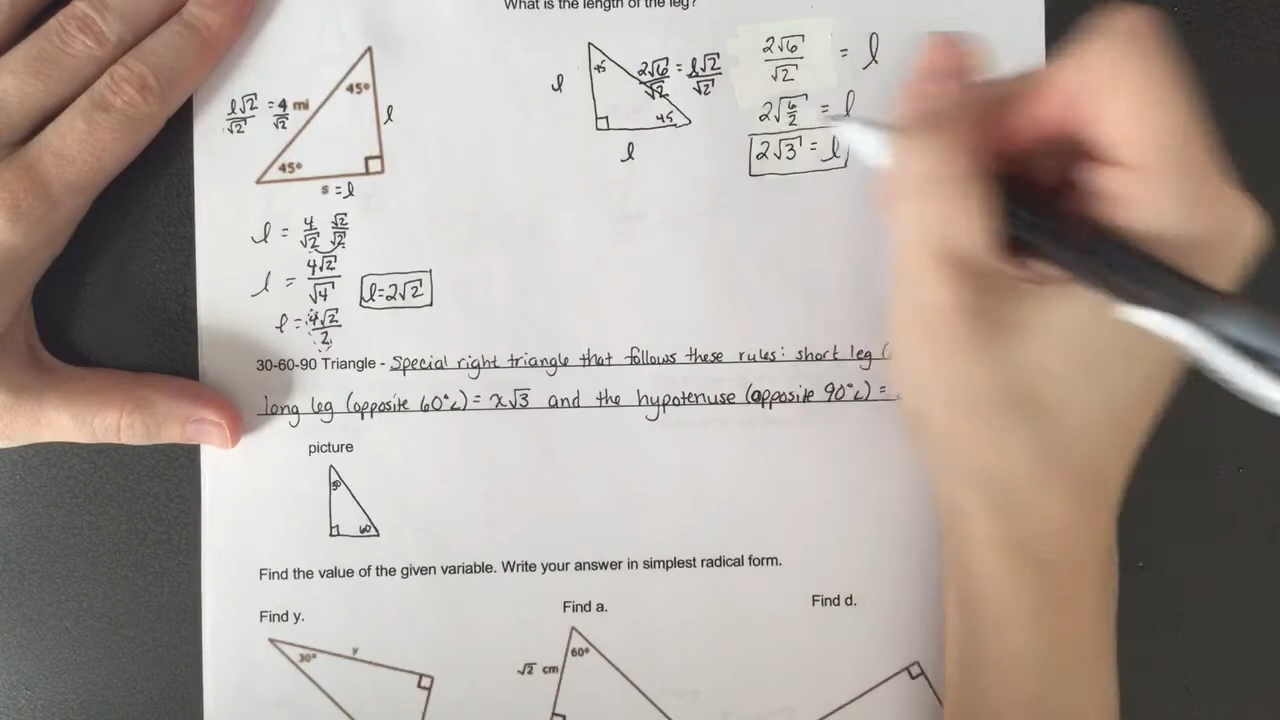 What is the length of the leg?
l√2/√2 = 4/√2 mi
45°
l
45°
s = l
l = 4/√2 √2/√2
l = 4√2/√4
l = 4√2/2
l=2√2
45
l
2√6/√2 = l√2/√2
45
l
2√6/√2 = l
2√(6/2) = l
2√3 = l
30-60-90 Triangle - Special right triangle that follows these rules: short leg (
long leg (opposite 60°∠) = x√3 and the hypotenuse (opposite 90°∠) =
picture
30
60
Find the value of the given variable. Write your answer in simplest radical form.
Find y.
Find a.
Find d.
30°
y
√2 cm
60°